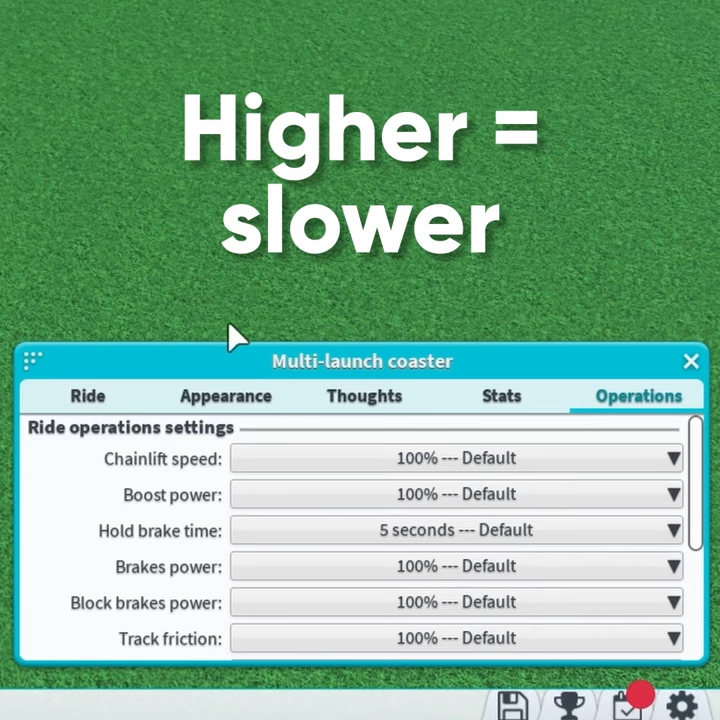 Higher =
slower
Multi-launch coaster
Ride Appearance Thoughts Stats Operations
Ride operations settings
Chainlift speed: 100% --- Default
Boost power: 100% --- Default
Hold brake time: 5 seconds --- Default
Brakes power: 100% --- Default
Block brakes power: 100% --- Default
Track friction: 100% --- Default